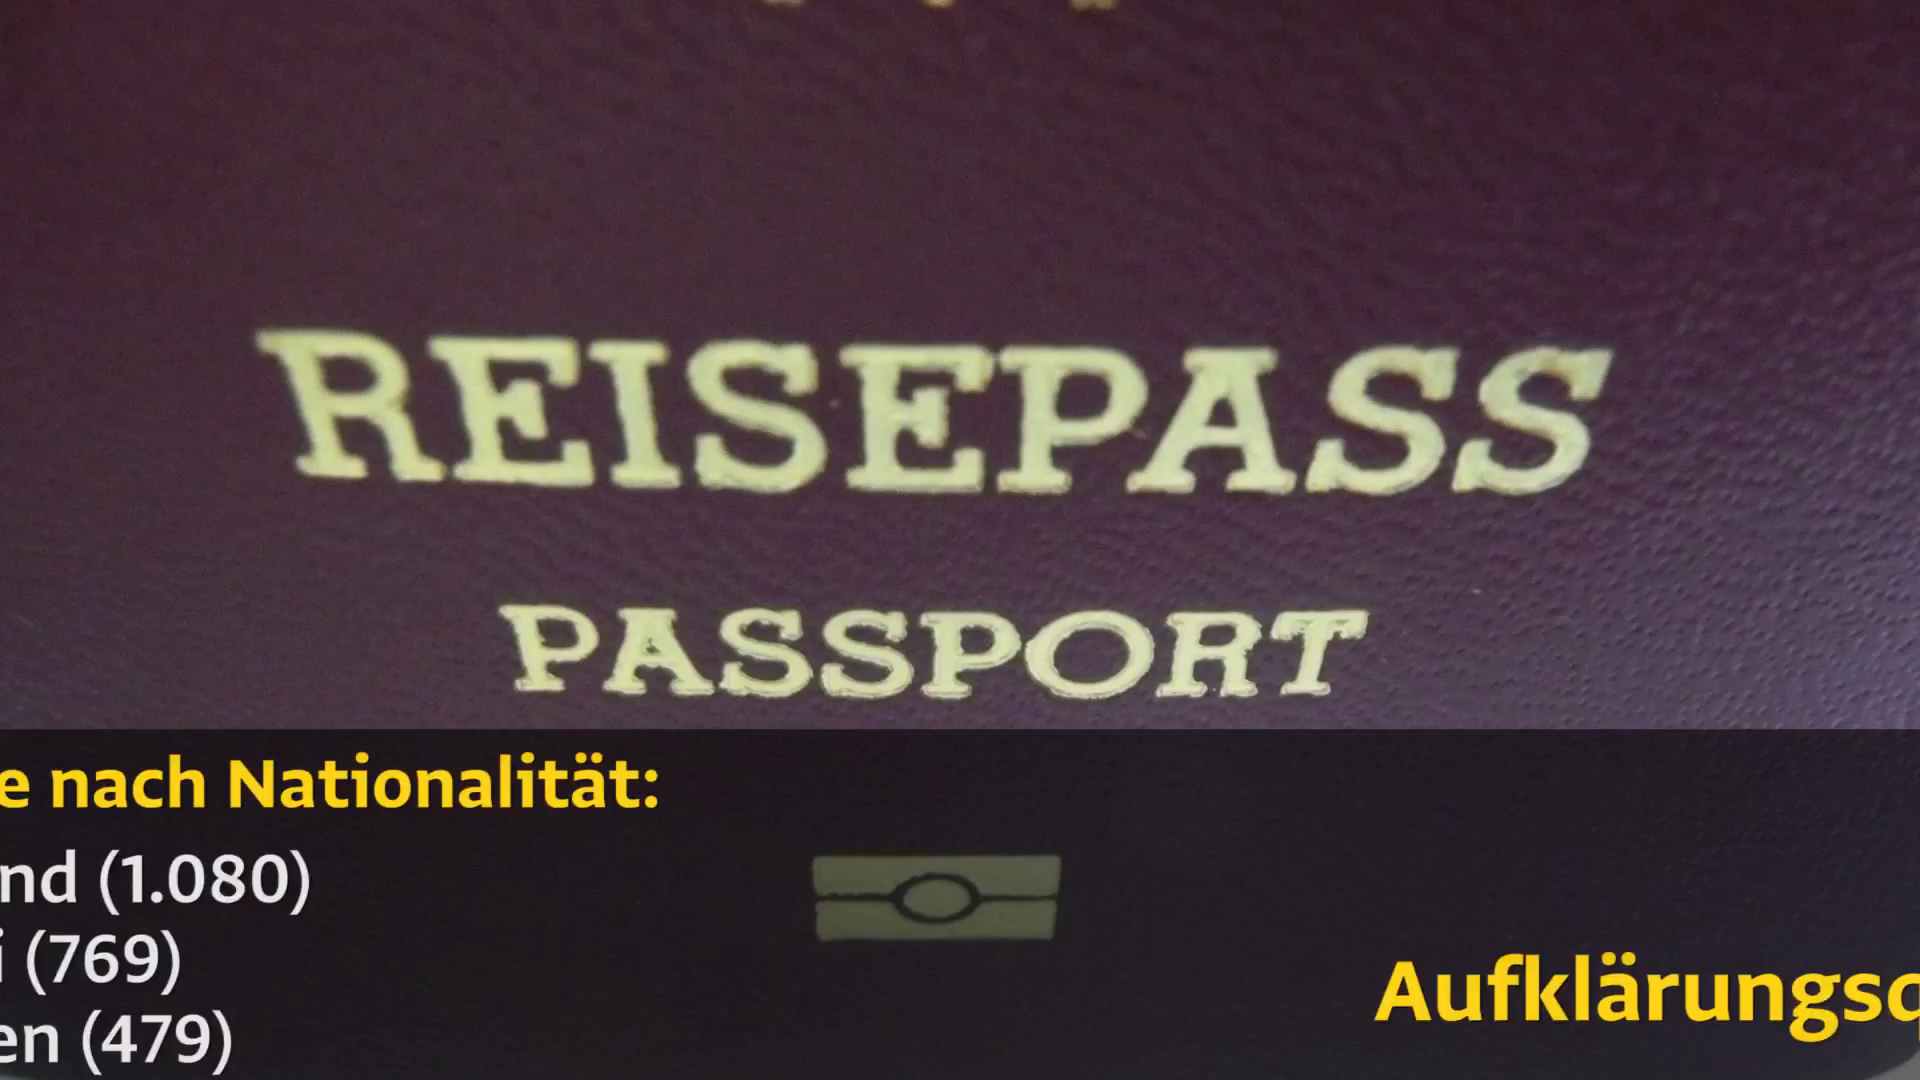 REISEPASS
PASSPORT
e nach Nationalität:
nd (1.080)
i (769)
en (479)
Aufklärungsq